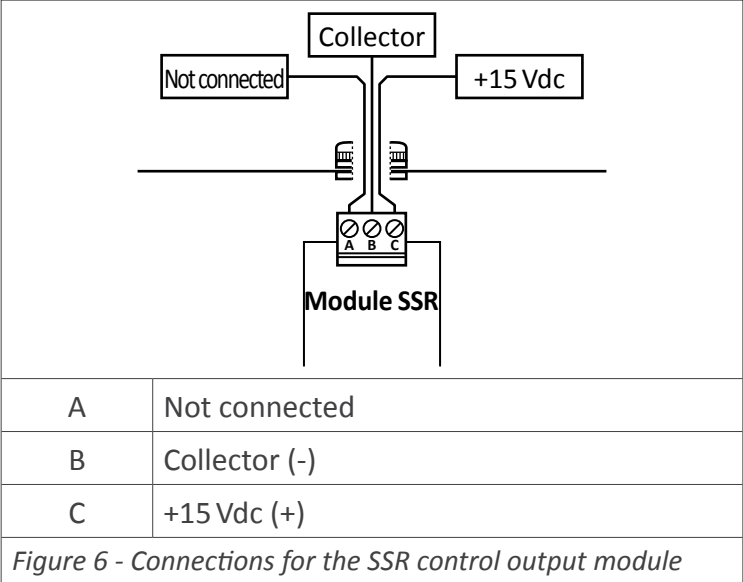 Collector
Not connected
+15 Vdc
A B C
Module SSR
A Not connected
B Collector (-)
C +15 Vdc (+)
Figure 6 - Connections for the SSR control output module